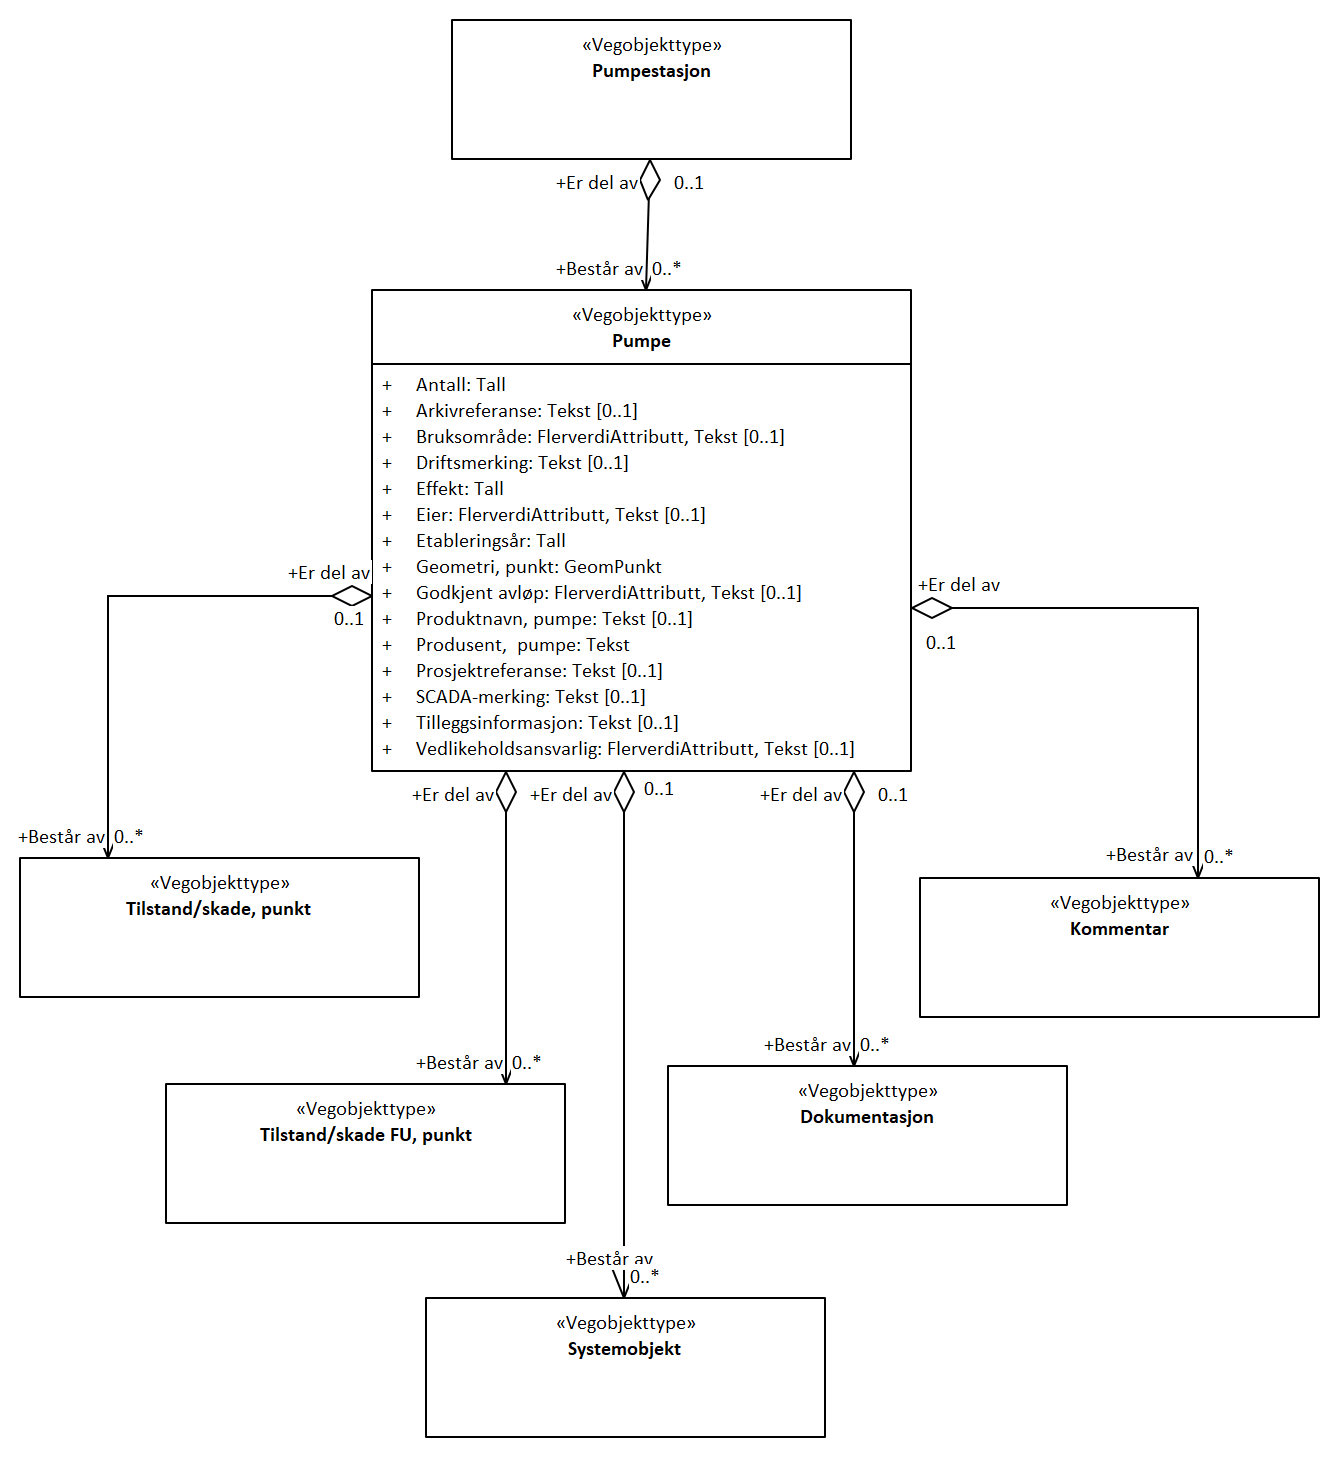 «Vegobjekttype»
Pumpestasjon
+Er del av
0..1
+Består av
0..*
«Vegobjekttype»
Pumpe
+ Antall: Tall
+ Arkivreferanse: Tekst [0..1]
+ Bruksområde: FlerverdiAttributt, Tekst [0..1]
+ Driftsmerking: Tekst [0..1]
+ Effekt: Tall
+ Eier: FlerverdiAttributt, Tekst [0..1]
+ Etableringsår: Tall
+ Geometri, punkt: GeomPunkt
+ Godkjent avløp: FlerverdiAttributt, Tekst [0..1]
+ Produktnavn, pumpe: Tekst [0..1]
+ Produsent,  pumpe: Tekst
+ Prosjektreferanse: Tekst [0..1]
+ SCADA-merking: Tekst [0..1]
+ Tilleggsinformasjon: Tekst [0..1]
+ Vedlikeholdsansvarlig: FlerverdiAttributt, Tekst [0..1]
+Er del av
0..1
+Er del av
0..1
+Er del av
+Er del av
0..1
+Er del av
0..1
+Består av
0..*
«Vegobjekttype»
Tilstand/skade, punkt
+Består av
0..*
«Vegobjekttype»
Kommentar
+Består av
0..*
«Vegobjekttype»
Tilstand/skade FU, punkt
+Består av
0..*
«Vegobjekttype»
Dokumentasjon
+Består av
0..*
«Vegobjekttype»
Systemobjekt